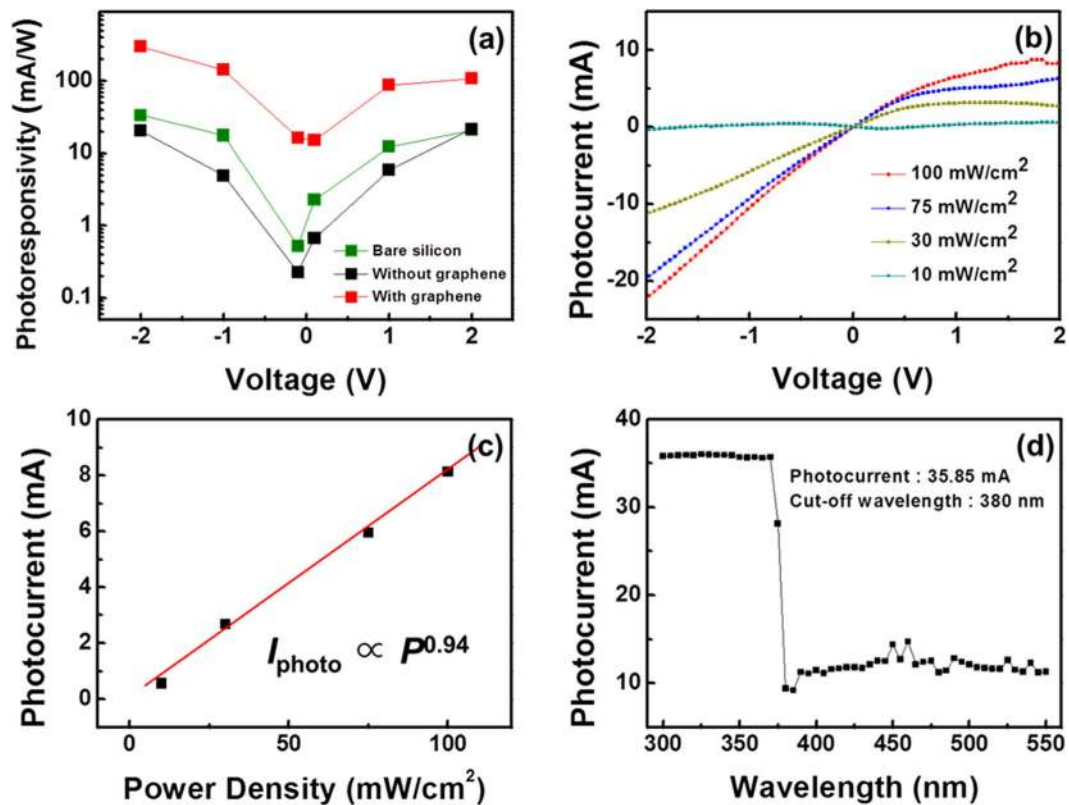 (a)
Photoresponsivity (mA/W)
100
10
1
0.1
Bare silicon
Without graphene
With graphene
-2 -1 0 1 2
Voltage (V)
(b)
Photocurrent (mA)
10
0
-10
-20
100 mW/cm²
75 mW/cm²
30 mW/cm²
10 mW/cm²
-2 -1 0 1 2
Voltage (V)
(c)
Photocurrent (mA)
10
8
6
4
2
0
I_photo ∝ P^0.94
0 50 100
Power Density (mW/cm²)
(d)
Photocurrent (mA)
40
30
20
10
Photocurrent : 35.85 mA
Cut-off wavelength : 380 nm
300 350 400 450 500 550
Wavelength (nm)